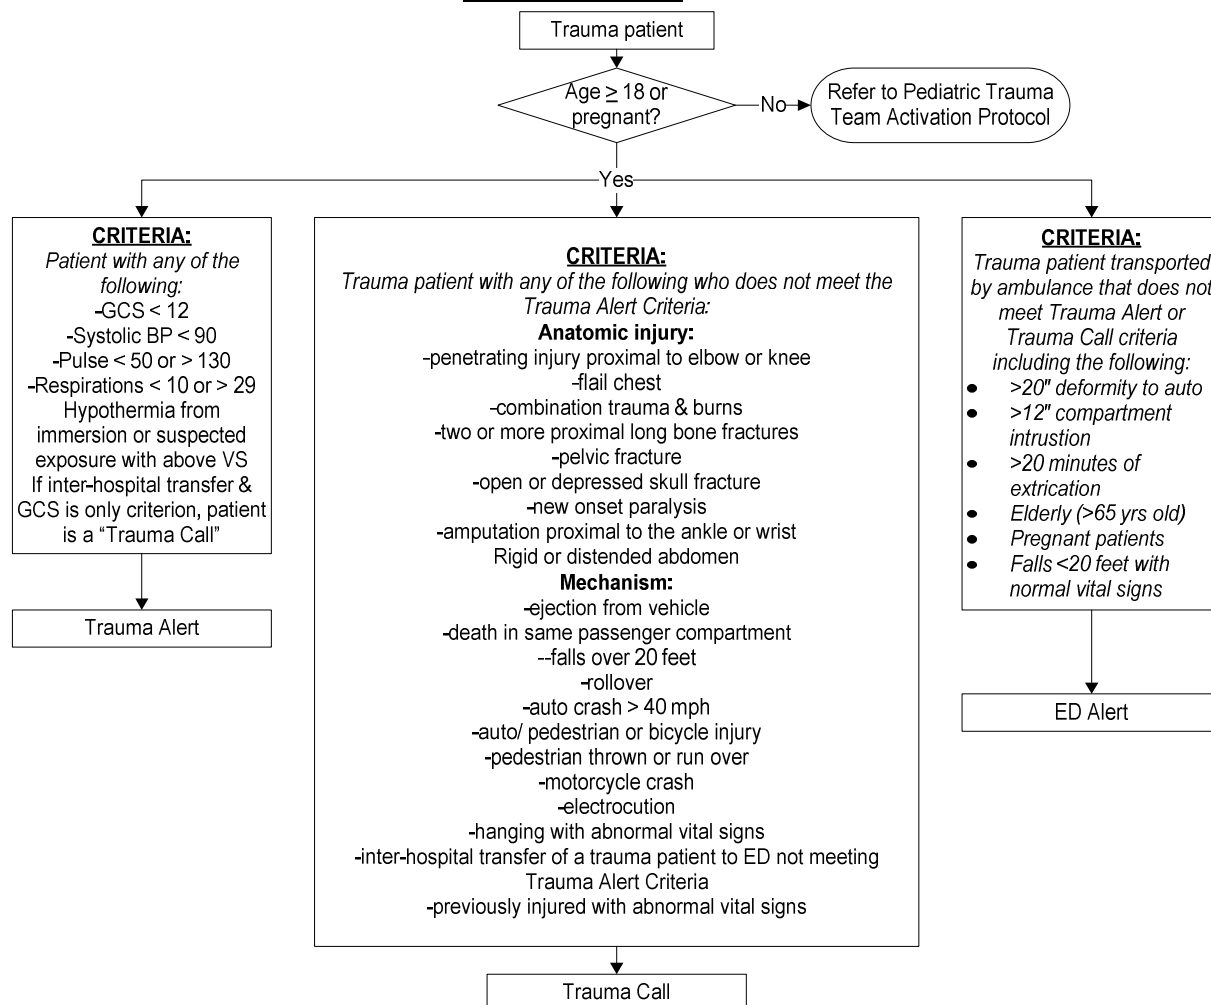 Trauma patient
Age ≥ 18 or
pregnant?
No
Refer to Pediatric Trauma
Team Activation Protocol
Yes
CRITERIA:
Patient with any of the
following:
-GCS < 12
-Systolic BP < 90
-Pulse < 50 or > 130
-Respirations < 10 or > 29
Hypothermia from
immersion or suspected
exposure with above VS
If inter-hospital transfer &
GCS is only criterion, patient
is a “Trauma Call”
Trauma Alert
CRITERIA:
Trauma patient with any of the following who does not meet the
Trauma Alert Criteria:
Anatomic injury:
-penetrating injury proximal to elbow or knee
-flail chest
-combination trauma & burns
-two or more proximal long bone fractures
-pelvic fracture
-open or depressed skull fracture
-new onset paralysis
-amputation proximal to the ankle or wrist
Rigid or distended abdomen
Mechanism:
-ejection from vehicle
-death in same passenger compartment
--falls over 20 feet
-rollover
-auto crash > 40 mph
-auto/ pedestrian or bicycle injury
-pedestrian thrown or run over
-motorcycle crash
-electrocution
-hanging with abnormal vital signs
-inter-hospital transfer of a trauma patient to ED not meeting
Trauma Alert Criteria
-previously injured with abnormal vital signs
Trauma Call
CRITERIA:
Trauma patient transported
by ambulance that does not
meet Trauma Alert or
Trauma Call criteria
including the following:
• >20" deformity to auto
• >12" compartment
intrustion
• >20 minutes of
extrication
• Elderly (>65 yrs old)
• Pregnant patients
• Falls <20 feet with
normal vital signs
ED Alert